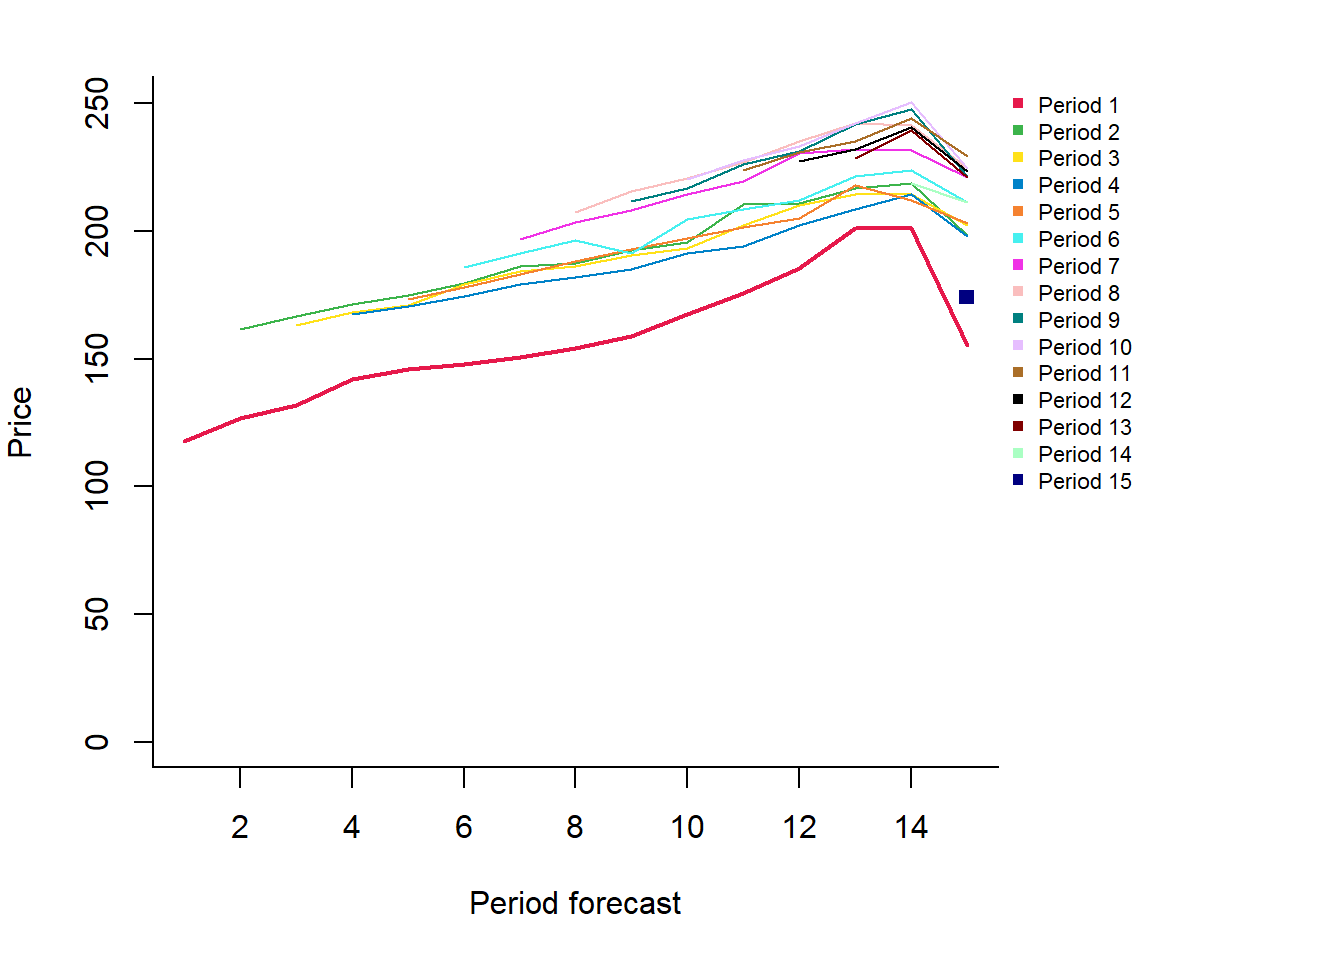 250
200
150
100
50
0
Price
2 4 6 8 10 12 14
Period forecast
Period 1
Period 2
Period 3
Period 4
Period 5
Period 6
Period 7
Period 8
Period 9
Period 10
Period 11
Period 12
Period 13
Period 14
Period 15